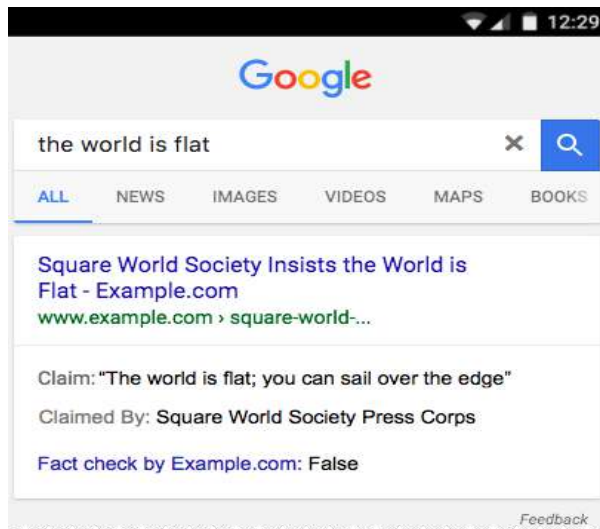 12:29
Google
the world is flat
ALL NEWS IMAGES VIDEOS MAPS BOOKS
Square World Society Insists the World is
Flat - Example.com
www.example.com › square-world-...
Claim: "The world is flat; you can sail over the edge"
Claimed By: Square World Society Press Corps
Fact check by Example.com: False
Feedback